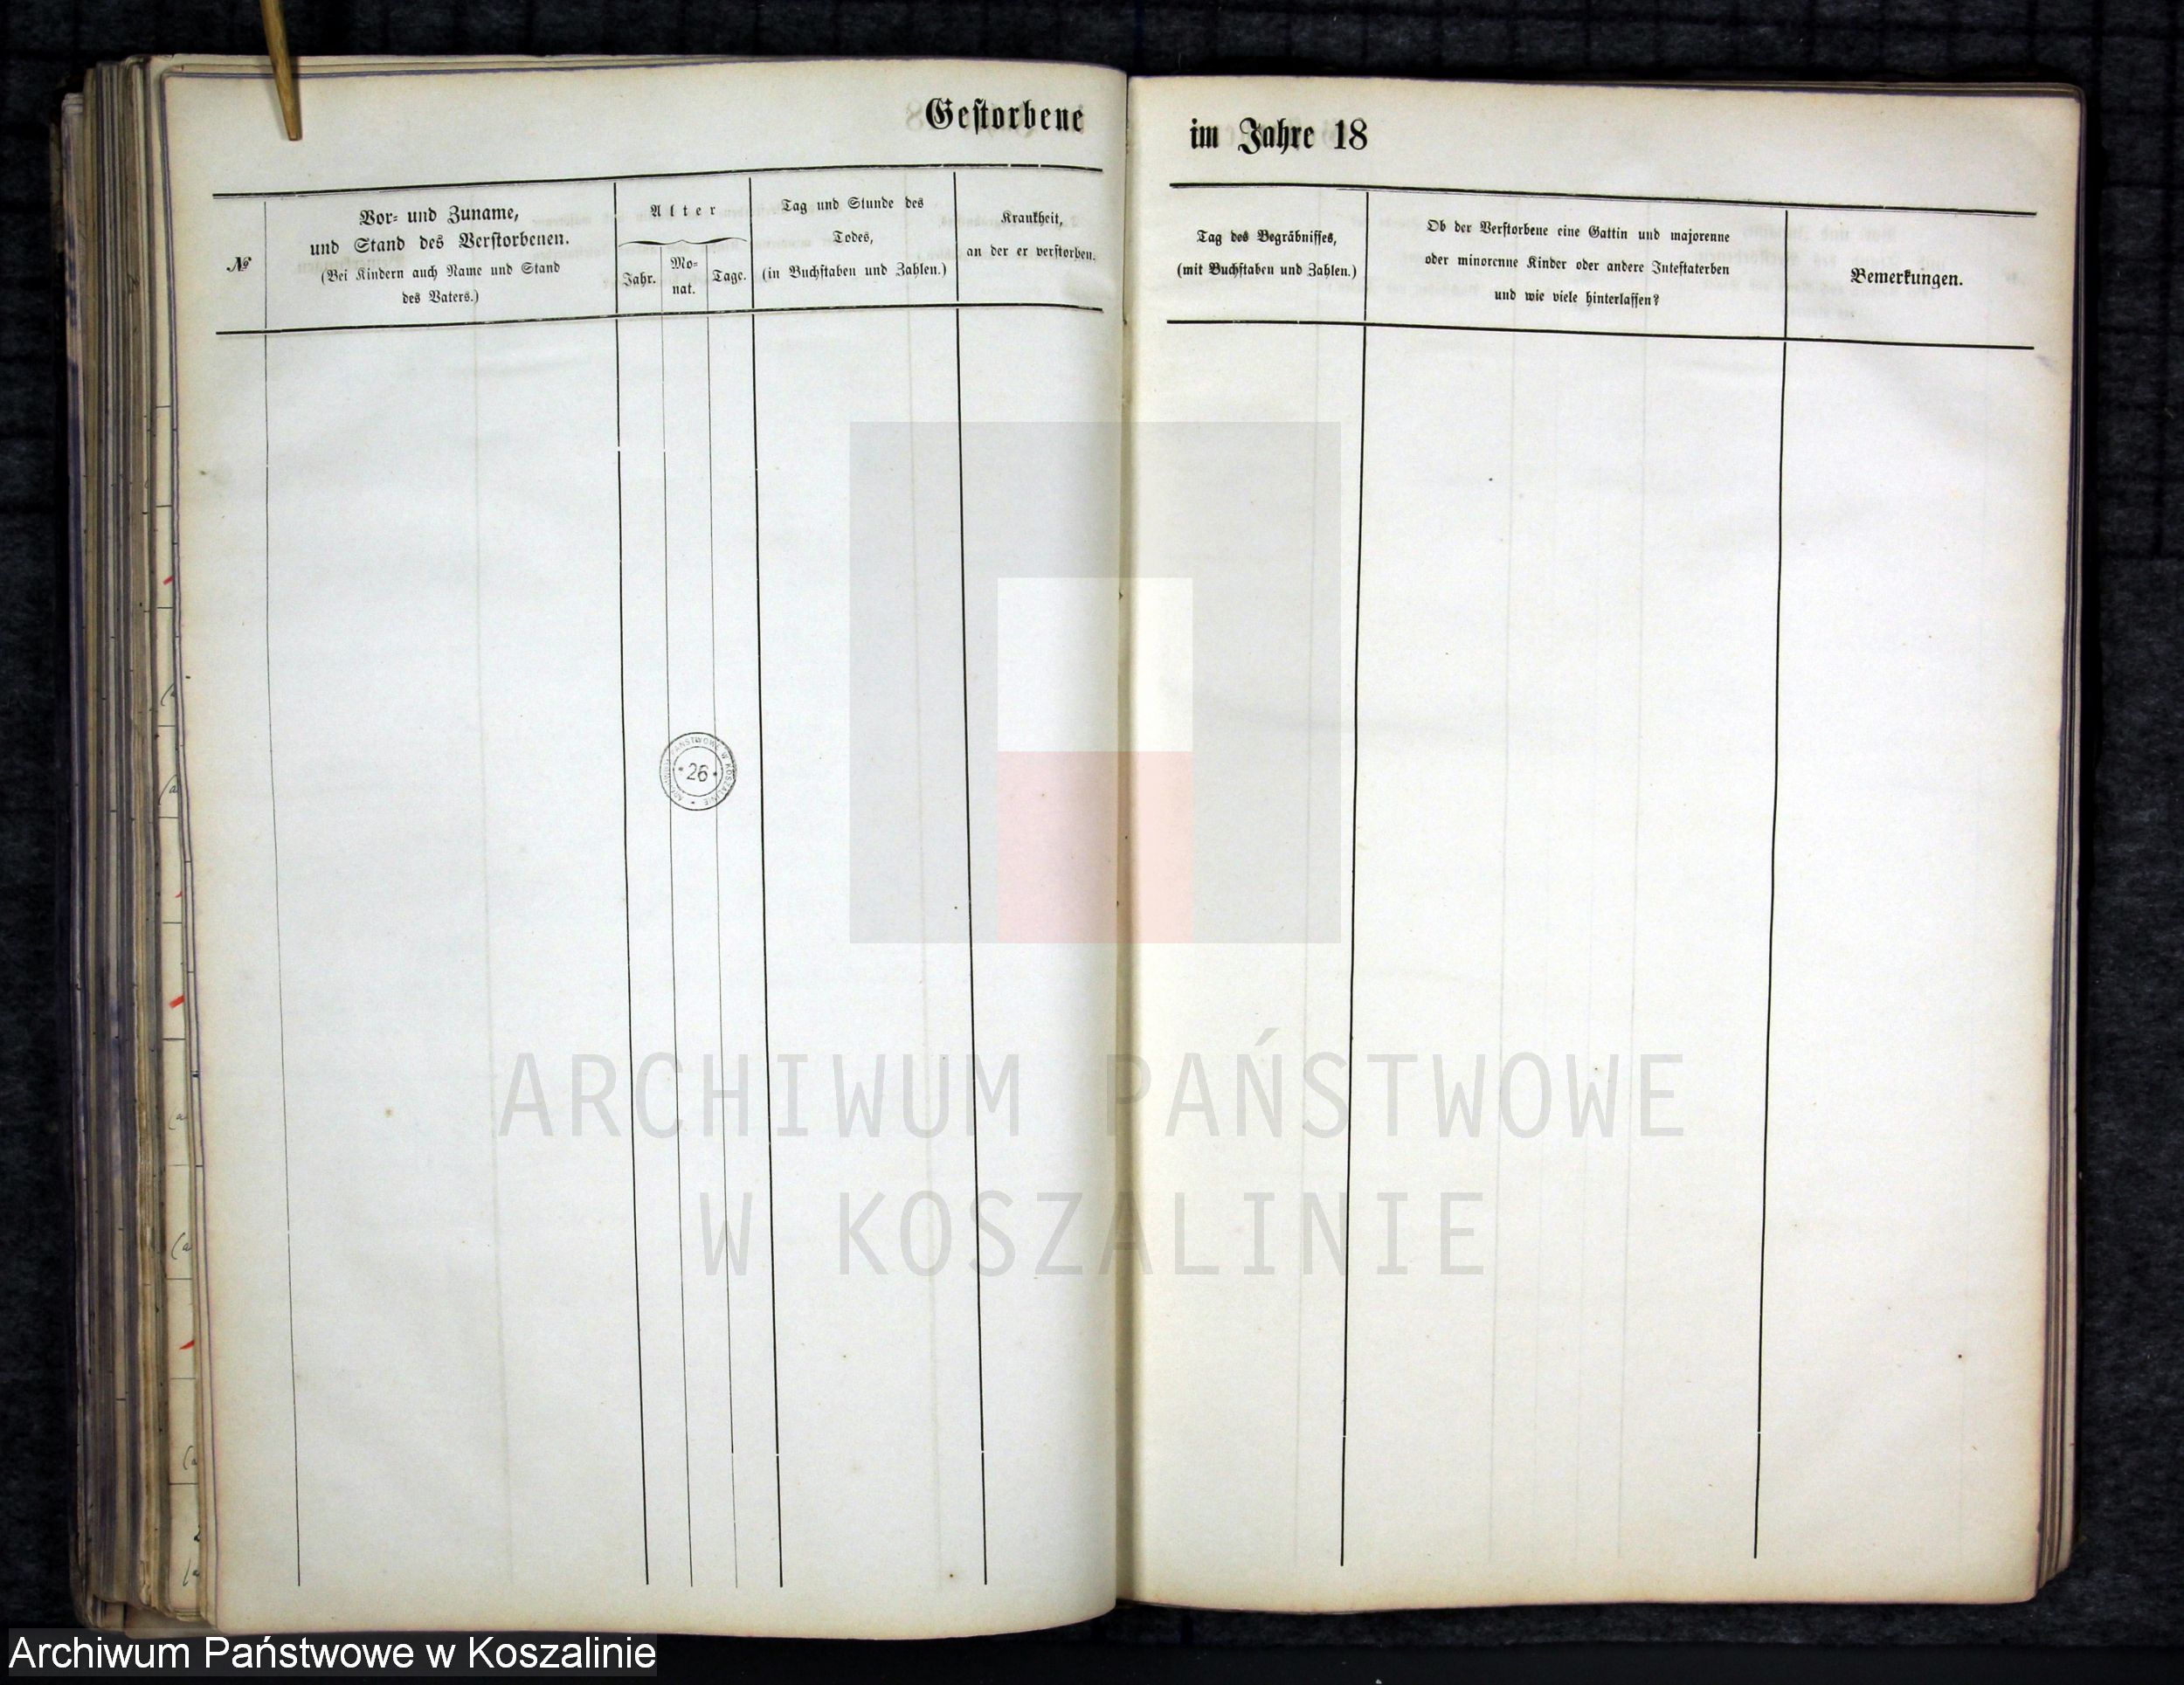 Gestorbene
im Jahre 18
№
Vor- und Zuname,
und Stand des Verstorbenen.
(Bei Kindern auch Name und Stand
des Vaters.)
Alter
Jahr.
Mo-
nat.
Tage.
Tag und Stunde des
Todes,
(in Buchstaben und Zahlen.)
Krankheit,
an der er verstorben.
Tag des Begräbnisses,
(mit Buchstaben und Zahlen.)
Ob der Verstorbene eine Gattin und majorenne
oder minorenne Kinder oder andere Intestaterben
und wie viele hinterlassen?
Bemerkungen.
ARCHIWUM PAŃSTWOWE W KOSZALINIE
26
ARCHIWUM PAŃSTWOWE
W KOSZALINIE
Archiwum Państwowe w Koszalinie